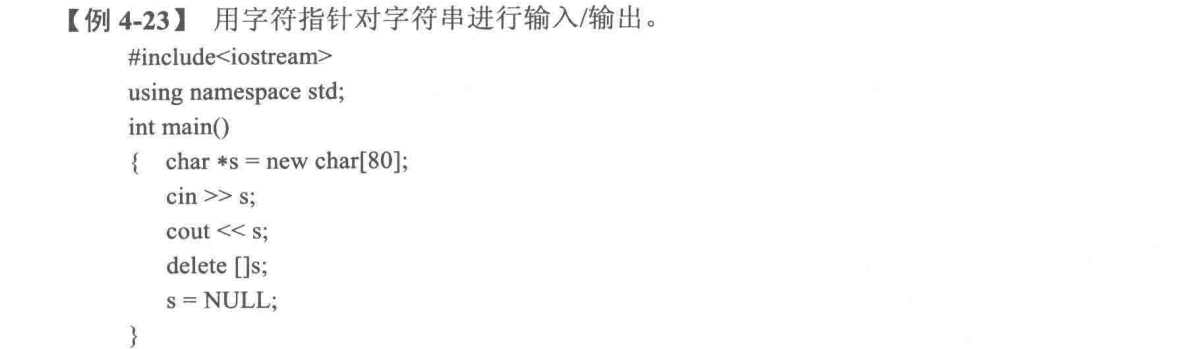 【例 4-23】 用字符指针对字符串进行输入/输出。
#include<iostream>
using namespace std;
int main()
{ char *s = new char[80];
cin >> s;
cout << s;
delete []s;
s = NULL;
}